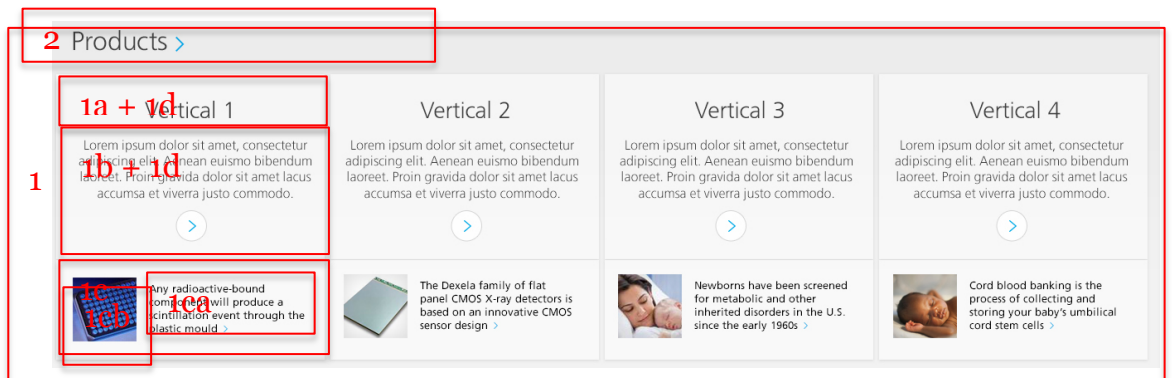 2 Products >
1a + 1d
Vertical 1
Lorem ipsum dolor sit amet, consectetur
adipiscing elit. Aenean euismo bibendum
laoreet. Proin gravida dolor sit amet lacus
accumsa et viverra justo commodo.
1b + 1d
1
>
Vertical 2
Lorem ipsum dolor sit amet, consectetur
adipiscing elit. Aenean euismo bibendum
laoreet. Proin gravida dolor sit amet lacus
accumsa et viverra justo commodo.
>
Vertical 3
Lorem ipsum dolor sit amet, consectetur
adipiscing elit. Aenean euismo bibendum
laoreet. Proin gravida dolor sit amet lacus
accumsa et viverra justo commodo.
>
Vertical 4
Lorem ipsum dolor sit amet, consectetur
adipiscing elit. Aenean euismo bibendum
laoreet. Proin gravida dolor sit amet lacus
accumsa et viverra justo commodo.
>
1c
1cb
1ca
Any radioactive-bound
component will produce a
scintillation event through the
plastic mould >
The Dexela family of flat
panel CMOS X-ray detectors is
based on an innovative CMOS
sensor design >
Newborns have been screened
for metabolic and other
inherited disorders in the U.S.
since the early 1960s >
Cord blood banking is the
process of collecting and
storing your baby's umbilical
cord stem cells >